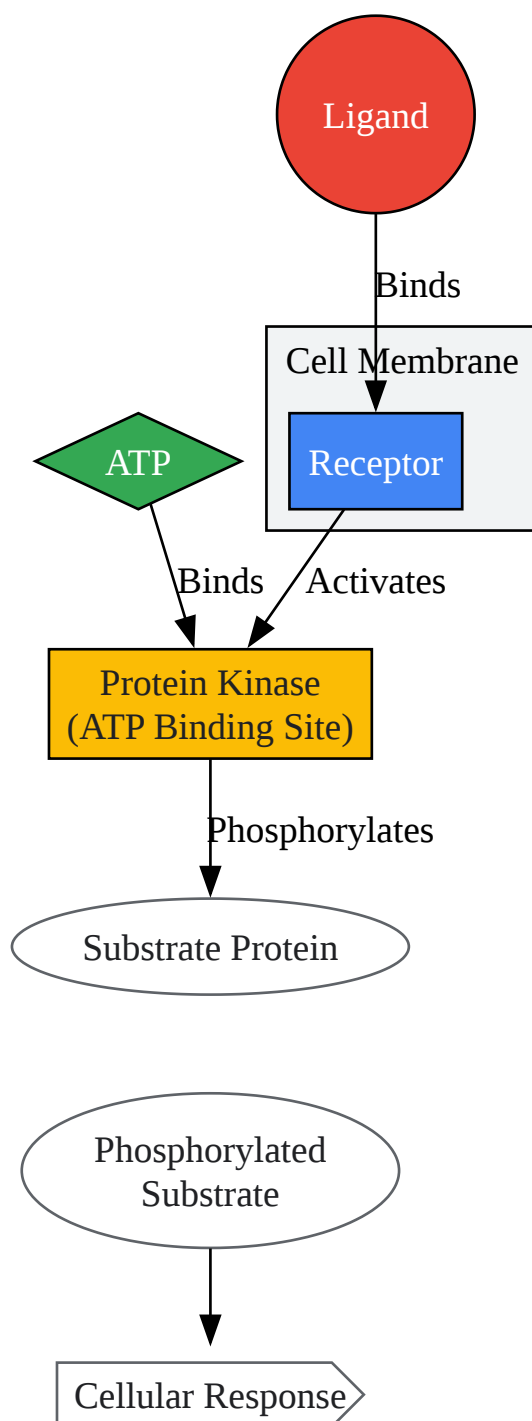 Ligand
Binds
Cell Membrane
ATP
Receptor
Binds
Activates
Protein Kinase
(ATP Binding Site)
Phosphorylates
Substrate Protein
Phosphorylated
Substrate
Cellular Response